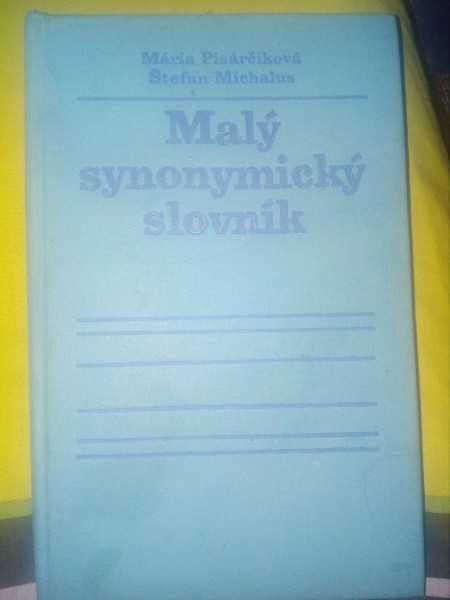 Mária Pisárčiková
Štefan Michalus
Malý
synonymický
slovník